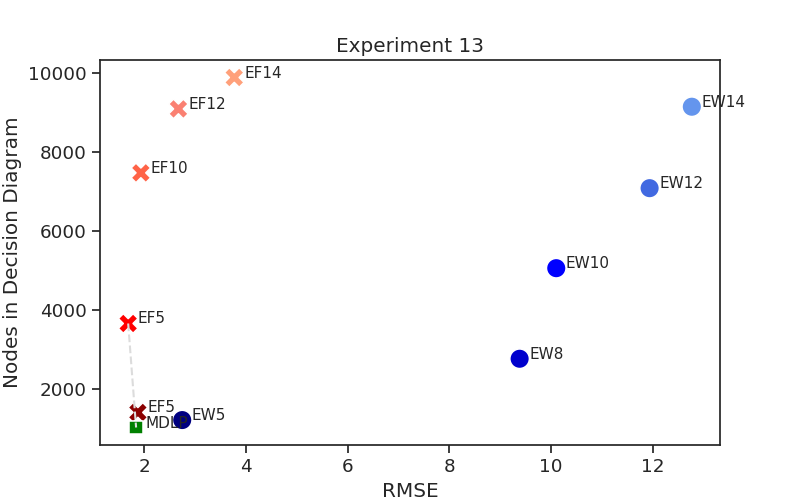 Experiment 13
Nodes in Decision Diagram
10000
8000
6000
4000
2000
EF14
EF12
EF10
EF5
EF5
MDLP
EW5
EW8
EW10
EW12
EW14
2
4
6
8
10
12
RMSE